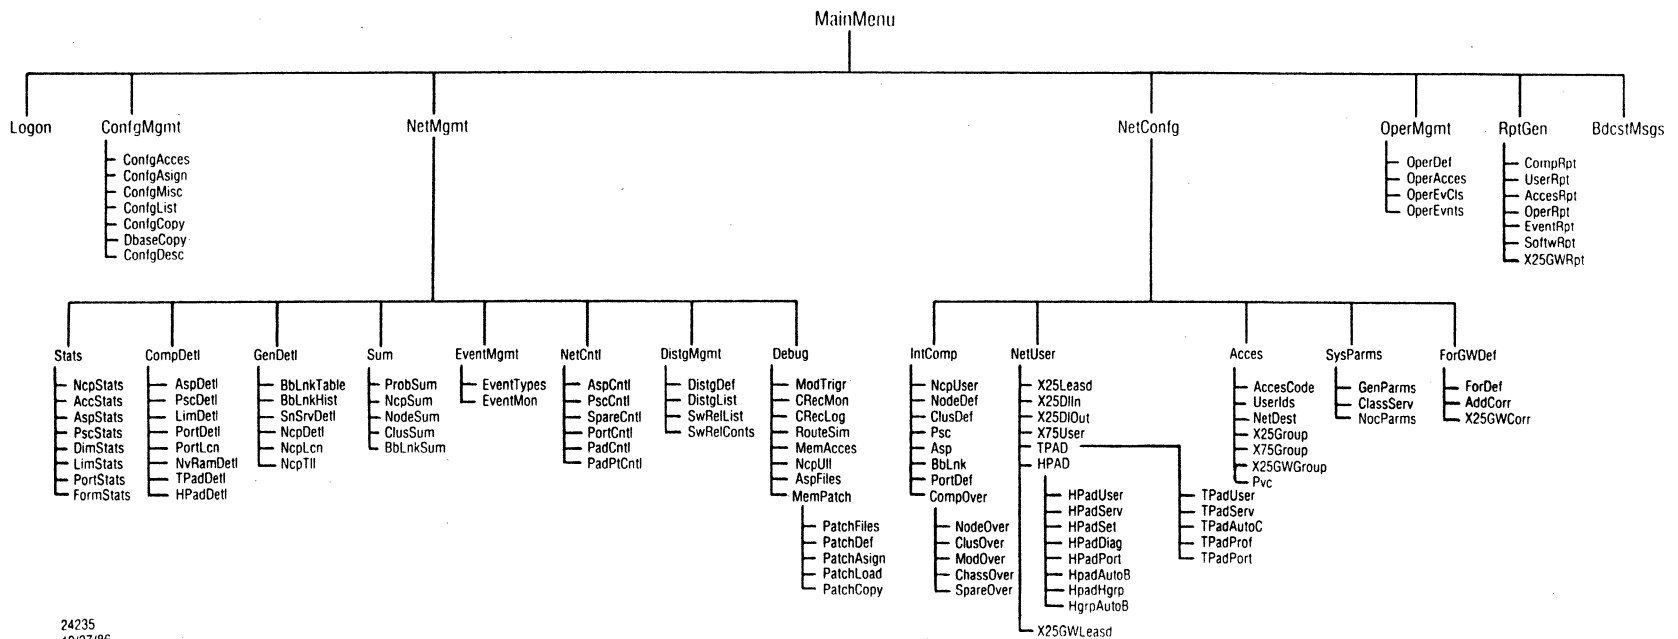 MainMenu
Logon
ConfgMgmt
NetMgmt
NetConfg
OperMgmt
RptGen
BdcstMsgs
ConfgAcces
ConfgAsign
ConfgMisc
ConfgList
ConfgCopy
DbaseCopy
ConfgDesc
OperDef
OperAcces
OperEvCls
OperEvnts
CompRpt
UserRpt
AccesRpt
OperRpt
EventRpt
SoftwRpt
X25GWRpt
Stats
NcpStats
AccStats
AspStats
PscStats
DimStats
LimStats
PortStats
FormStats
CompDetl
AspDetl
PscDetl
LimDetl
PortDetl
PortLcn
NvRamDetl
TPadDetl
HPadDetl
GenDetl
BbLnkTable
BbLnkHist
SnSrvDetl
NcpDetl
NcpLcn
NcpTll
Sum
ProbSum
NcpSum
NodeSum
ClusSum
BbLnkSum
EventMgmt
EventTypes
EventMon
NetCntl
AspCntl
PscCntl
SpareCntl
PortCntl
PadCntl
PadPtCntl
DistgMgmt
DistgDef
DistgList
SwRelList
SwRelConts
Debug
ModTrigr
CRecMon
CRecLog
RouteSim
MemAcces
NcpUll
AspFiles
MemPatch
PatchFiles
PatchDef
PatchAsign
PatchLoad
PatchCopy
IntComp
NcpUser
NodeDef
ClusDef
Psc
Asp
BbLnk
PortDef
CompOver
NodeOver
ClusOver
ModOver
ChassOver
SpareOver
NetUser
X25Leasd
X25DlIn
X25DlOut
X75User
TPAD
HPAD
HPadUser
HPadServ
HPadSet
HPadDiag
HPadPort
HpadAutoB
HpadHgrp
HgrpAutoB
X25GWLeasd
TPadUser
TPadServ
TPadAutoC
TPadProf
TPadPort
Acces
AccesCode
UserIds
NetDest
X25Group
X75Group
X25GWGroup
Pvc
SysParms
GenParms
ClassServ
NocParms
ForGWDef
ForDef
AddCorr
X25GWCorr
24235